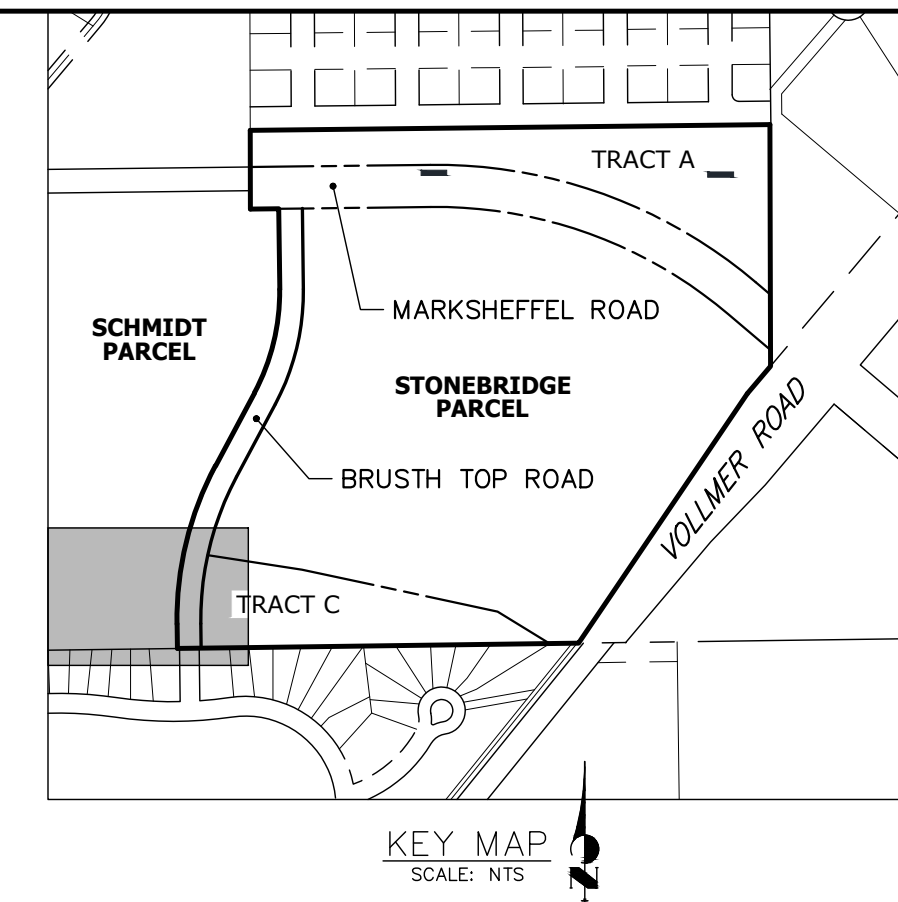 TRACT A
MARKSHEFFEL ROAD
SCHMIDT
PARCEL
STONEBRIDGE
PARCEL
BRUSTH TOP ROAD
VOLLMER ROAD
TRACT C
KEY MAP
SCALE: NTS
N